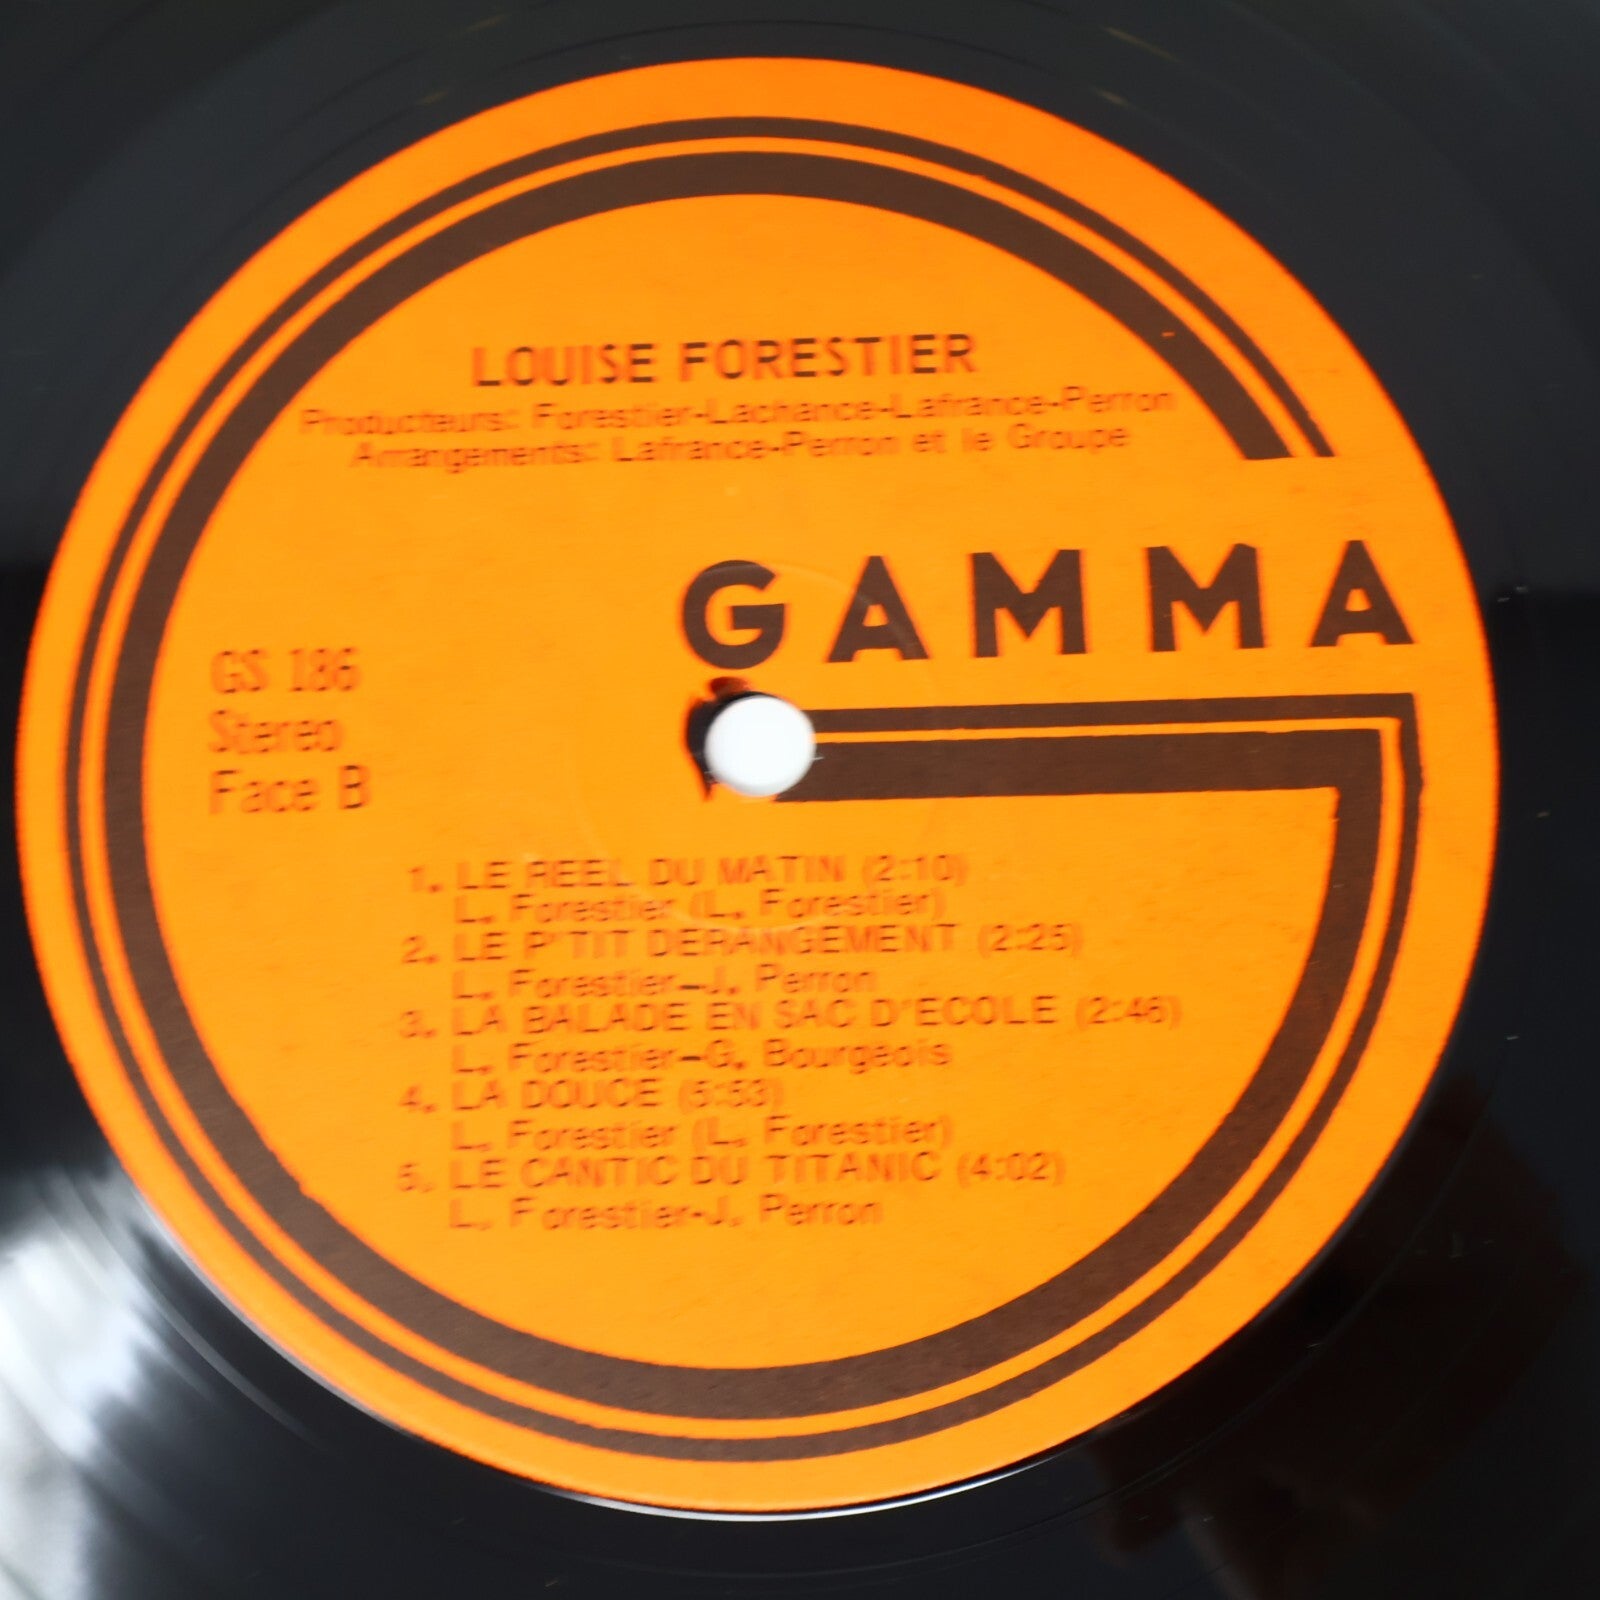 LOUISE FORESTIER
Producteurs: Forestier-Lachance-Lafrance-Perron
Arrangements: Lafrance-Perron et le Groupe
GAMMA
GS 186
Stereo
Face B
1. LE REEL DU MATIN (2:10)
L. Forestier (L. Forestier)
2. LE P'TIT DERANGEMENT (2:25)
L. Forestier-J. Perron
3. LA BALADE EN SAC D'ECOLE (2:46)
L. Forestier-G. Bourgeois
4. LA DOUCE (5:53)
L. Forestier (L. Forestier)
5. LE CANTIC DU TITANIC (4:02)
L. Forestier-J. Perron